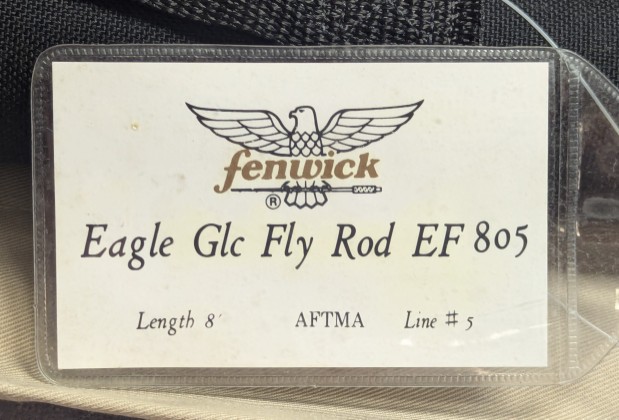 fenwick
®
Eagle Glc Fly Rod EF 805
Length 8' AFTMA Line # 5